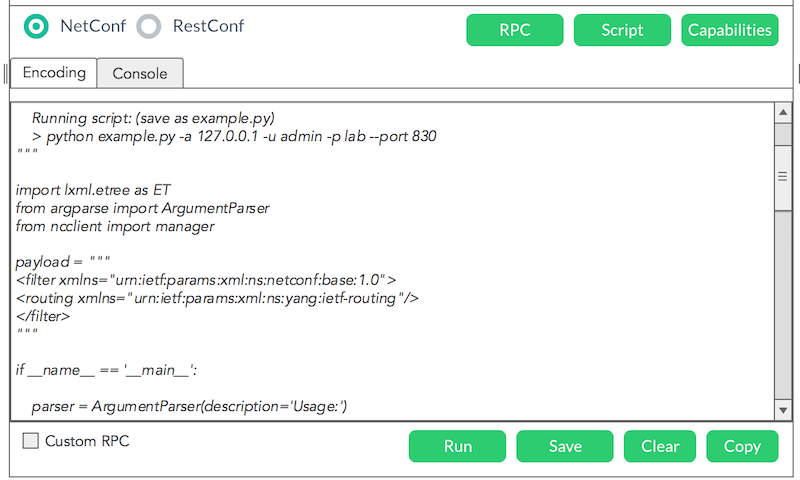 NetConf RestConf RPC Script Capabilities
Encoding Console
Running script: (save as example.py)
> python example.py -a 127.0.0.1 -u admin -p lab --port 830
"""
import lxml.etree as ET
from argparse import ArgumentParser
from ncclient import manager
payload = """
<filter xmlns="urn:ietf:params:xml:ns:netconf:base:1.0">
<routing xmlns="urn:ietf:params:xml:ns:yang:ietf-routing"/>
</filter>
"""
if __name__ == '__main__':
parser = ArgumentParser(description='Usage:')
Custom RPC Run Save Clear Copy